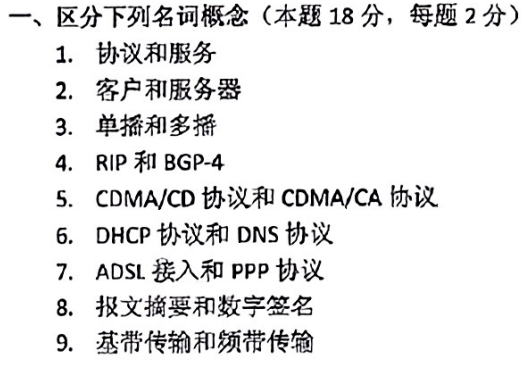 一、区分下列名词概念（本题 18 分，每题 2 分）
1. 协议和服务
2. 客户和服务器
3. 单播和多播
4. RIP 和 BGP-4
5. CDMA/CD 协议和 CDMA/CA 协议
6. DHCP 协议和 DNS 协议
7. ADSL 接入和 PPP 协议
8. 报文摘要和数字签名
9. 基带传输和频带传输